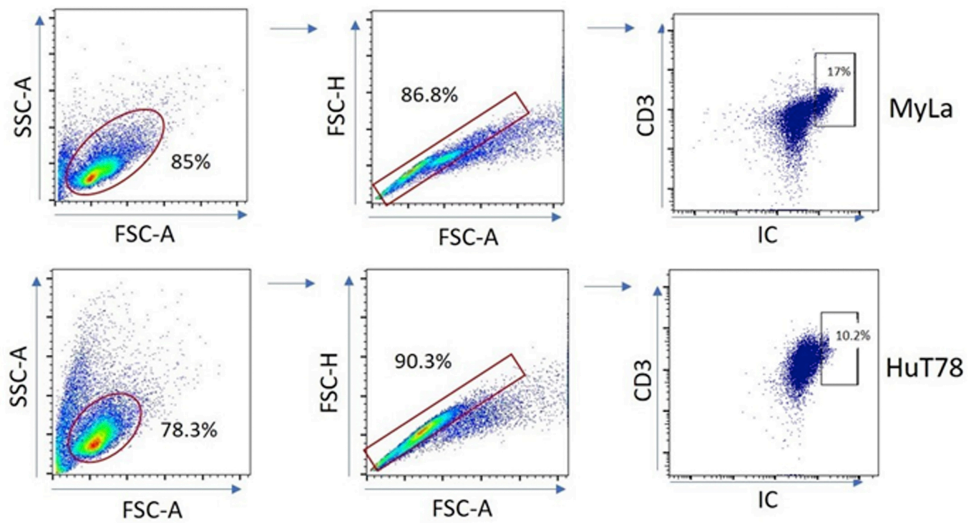 SSC-A
85%
FSC-A
FSC-H
86.8%
FSC-A
CD3
17%
IC
MyLa
SSC-A
78.3%
FSC-A
FSC-H
90.3%
FSC-A
CD3
10.2%
IC
HuT78